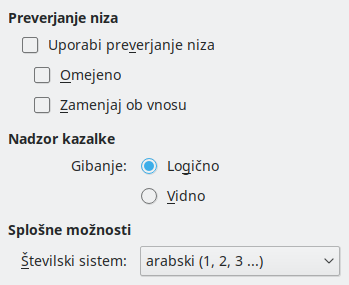 Preverjanje niza
Uporabi preverjanje niza
Omejeno
Zamenjaj ob vnosu
Nadzor kazalke
Gibanje: Logično
Vidno
Splošne možnosti
Številski sistem: arabski (1, 2, 3 ...)